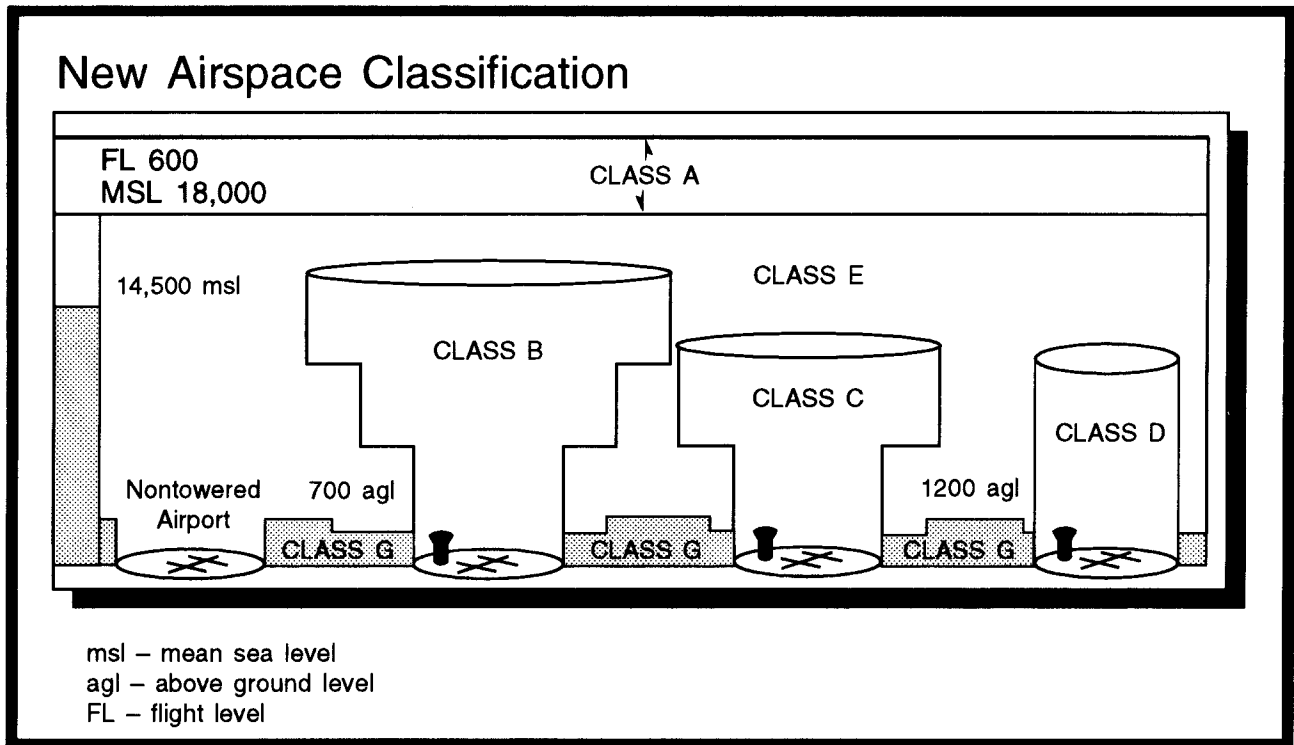 New Airspace Classification
FL 600
MSL 18,000
CLASS A
14,500 msl
CLASS E
CLASS B
CLASS C
CLASS D
Nontowered
Airport
700 agl
1200 agl
CLASS G
CLASS G
CLASS G
msl – mean sea level
agl – above ground level
FL – flight level